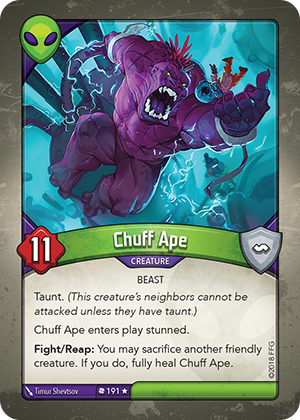 Chuff Ape
11
CREATURE
BEAST
Taunt. (This creature's neighbors cannot be
attacked unless they have taunt.)
Chuff Ape enters play stunned.
Fight/Reap: You may sacrifice another friendly
creature. If you do, fully heal Chuff Ape.
©2018 FFG
Timur Shevtsov
191